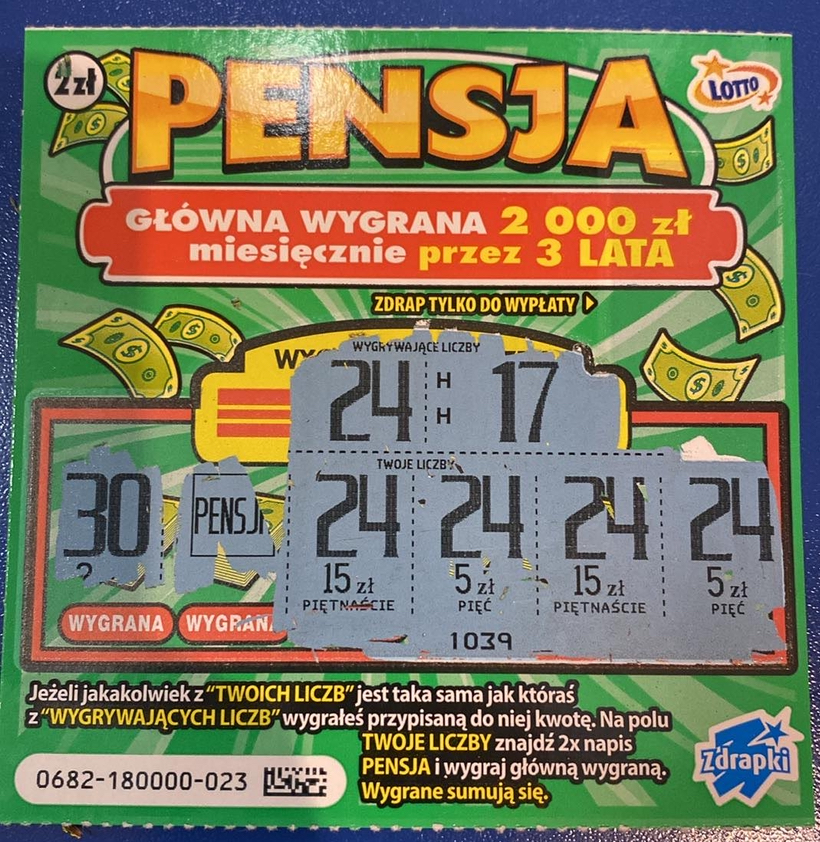 2 zł
PENSJA
LOTTO
GŁÓWNA WYGRANA 2 000 zł
miesięcznie przez 3 LATA
ZDRAP TYLKO DO WYPŁATY
WYGRYWAJĄCE LICZBY
24 H H 17
TWOJE LICZBY
30 24 24 24 24
15 zł 5 zł 15 zł 5 zł
PIĘTNAŚCIE PIĘĆ PIĘTNAŚCIE PIĘĆ
WYGRANA WYGRANA
1039
Jeżeli jakakolwiek z "TWOICH LICZB" jest taka sama jak któraś
z "WYGRYWAJĄCYCH LICZB" wygrałeś przypisaną do niej kwotę. Na polu
TWOJE LICZBY znajdź 2x napis
PENSJA i wygraj główną wygraną.
Wygrane sumują się.
0682-180000-023
Zdrapki